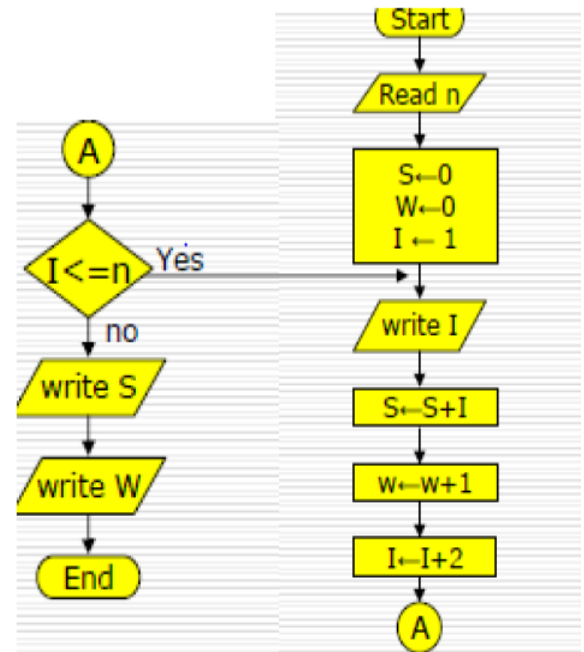 Start
Read n
S←0
W←0
I ← 1
write I
S←S+I
w←w+1
I←I+2
A
A
I<=n
Yes
no
write S
write W
End